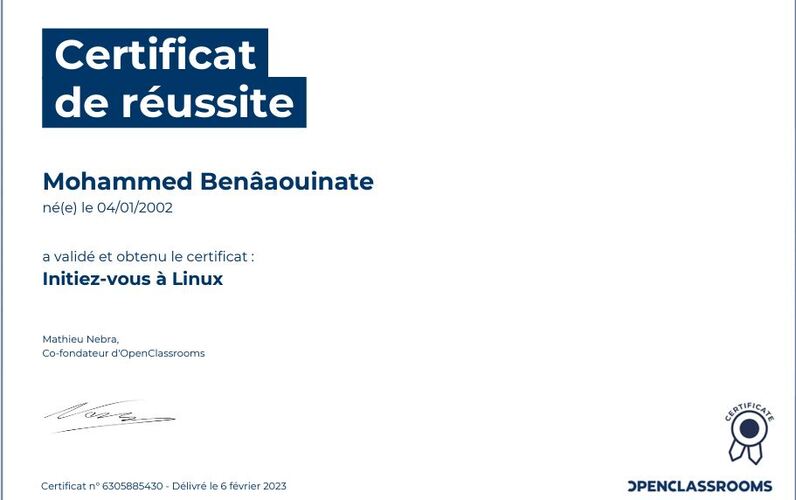 Certificat
de réussite
Mohammed Benâaouinate
né(e) le 04/01/2002
a validé et obtenu le certificat :
Initiez-vous à Linux
Mathieu Nebra,
Co-fondateur d'OpenClassrooms
CERTIFICATE
Certificat n° 6305885430 - Délivré le 6 février 2023
OPENCLASSROOMS